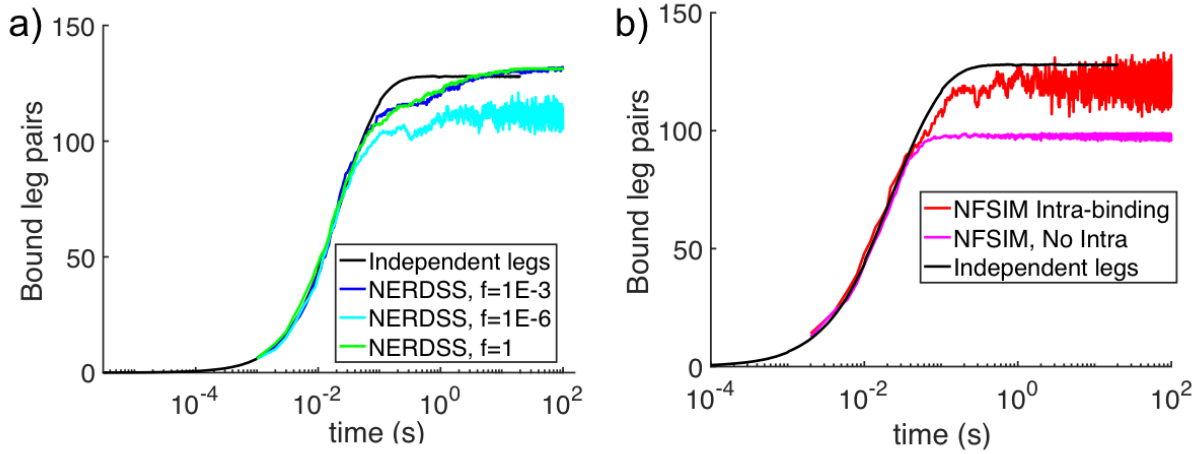 a)
150
100
50
0
Bound leg pairs
Independent legs
NERDSS, f=1E-3
NERDSS, f=1E-6
NERDSS, f=1
10^-4
10^-2
10^0
10^2
time (s)
b)
150
100
50
0
Bound leg pairs
NFSIM Intra-binding
NFSIM, No Intra
Independent legs
10^-4
10^-2
10^0
10^2
time (s)